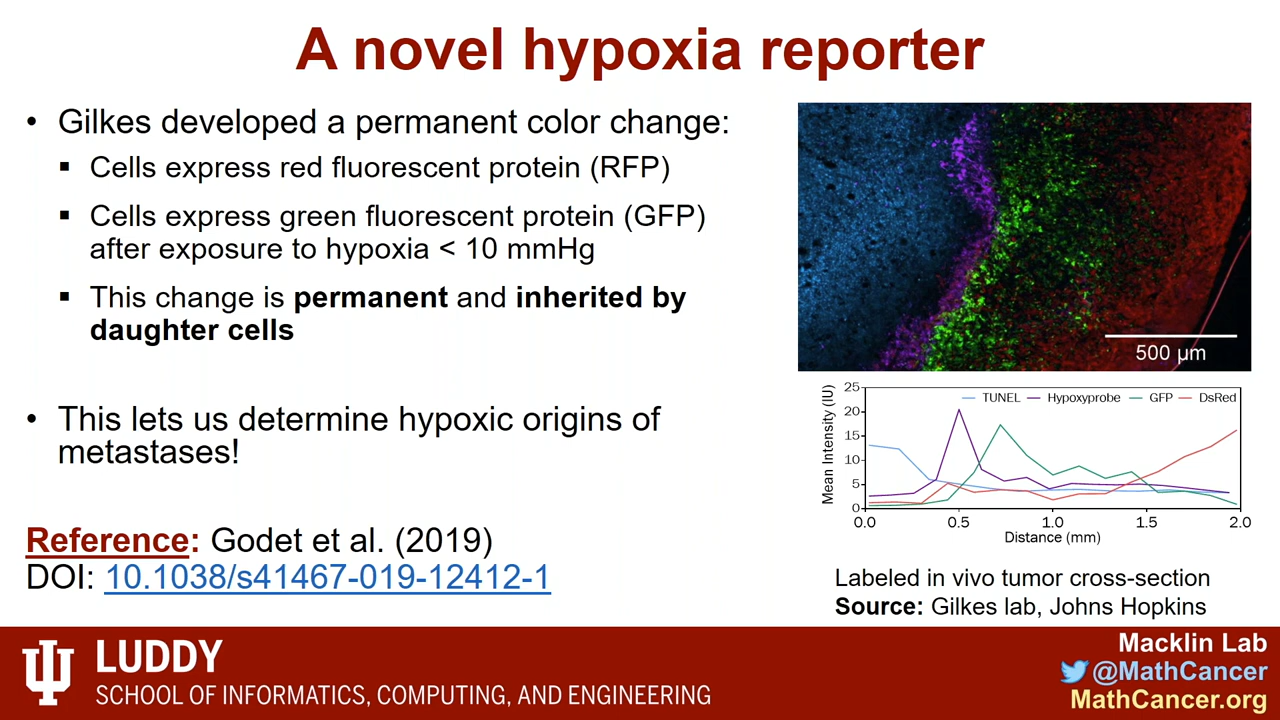 A novel hypoxia reporter
• Gilkes developed a permanent color change:
▪ Cells express red fluorescent protein (RFP)
▪ Cells express green fluorescent protein (GFP)
after exposure to hypoxia < 10 mmHg
▪ This change is permanent and inherited by
daughter cells
• This lets us determine hypoxic origins of
metastases!
Reference: Godet et al. (2019)
DOI: 10.1038/s41467-019-12412-1
500 µm
TUNEL Hypoxyprobe GFP DsRed
Mean Intensity (IU)
25
20
15
10
5
0
0.0 0.5 1.0 1.5 2.0
Distance (mm)
Labeled in vivo tumor cross-section
Source: Gilkes lab, Johns Hopkins
LUDDY
SCHOOL OF INFORMATICS, COMPUTING, AND ENGINEERING
Macklin Lab
@MathCancer
MathCancer.org